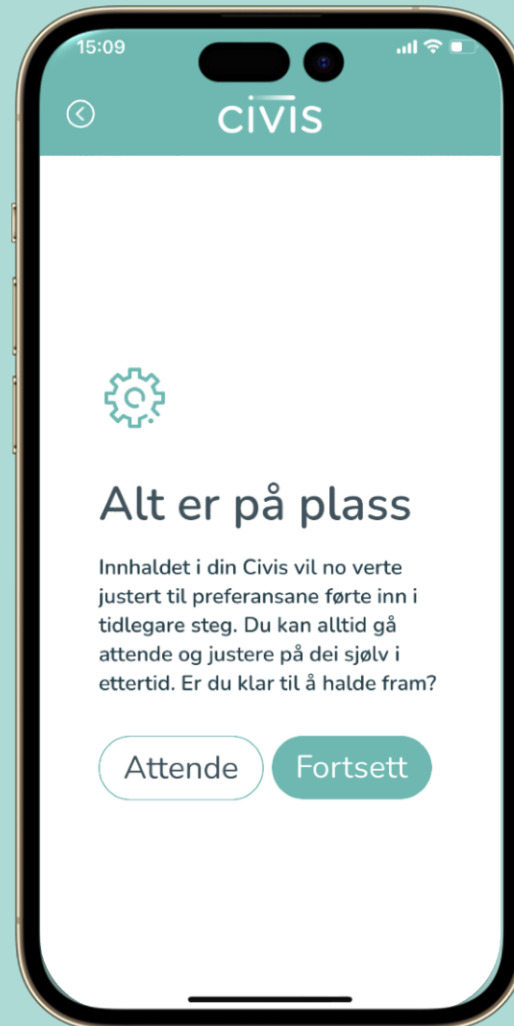 15:09
civis
Alt er på plass
Innhaldet i din Civis vil no verte
justert til preferansane førte inn i
tidlegare steg. Du kan alltid gå
attende og justere på dei sjølv i
ettertid. Er du klar til å halde fram?
Attende Fortsett